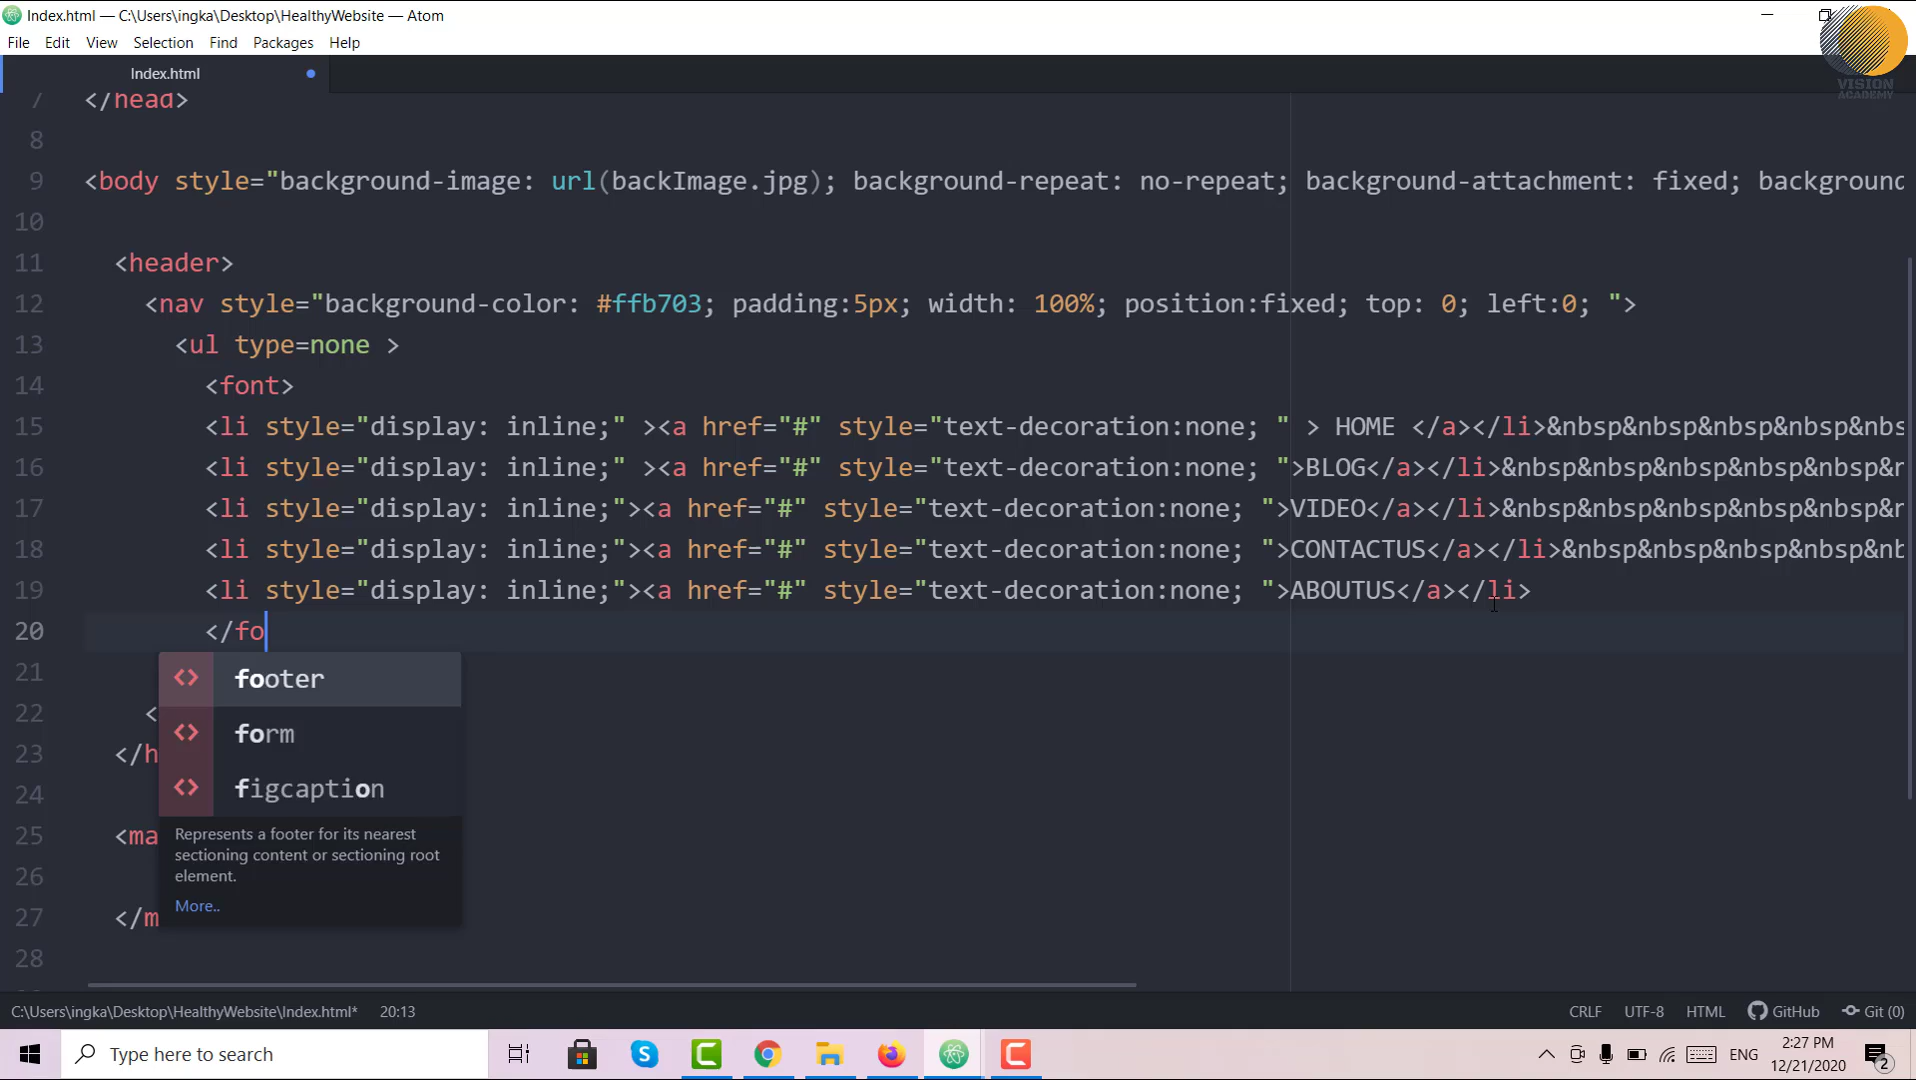 Index.html — C:\Users\ingka\Desktop\HealthyWebsite — Atom
File Edit View Selection Find Packages Help
VISION
ACADEMY
Index.html
7 </head>
8
9 <body style="background-image: url(backImage.jpg); background-repeat: no-repeat; background-attachment: fixed; background
10
11 <header>
12 <nav style="background-color: #ffb703; padding:5px; width: 100%; position:fixed; top: 0; left:0; ">
13 <ul type=none >
14 <font>
15 <li style="display: inline;" ><a href="#" style="text-decoration:none; " > HOME </a></li>&nbsp&nbsp&nbsp&nbsp&nbs
16 <li style="display: inline;" ><a href="#" style="text-decoration:none; ">BLOG</a></li>&nbsp&nbsp&nbsp&nbsp&n
17 <li style="display: inline;"><a href="#" style="text-decoration:none; ">VIDEO</a></li>&nbsp&nbsp&nbsp&nbsp&n
18 <li style="display: inline;"><a href="#" style="text-decoration:none; ">CONTACTUS</a></li>&nbsp&nbsp&nbsp&nb
19 <li style="display: inline;"><a href="#" style="text-decoration:none; ">ABOUTUS</a></li>
20 </fo
21
footer
22 <
form
23 </h
24
figcaption
25 <ma
Represents a footer for its nearest
sectioning content or sectioning root
element.
26
More..
27 </m
28
C:\Users\ingka\Desktop\HealthyWebsite\Index.html* 20:13 CRLF UTF-8 HTML GitHub Git (0)
Type here to search
ENG
2:27 PM
12/21/2020
2